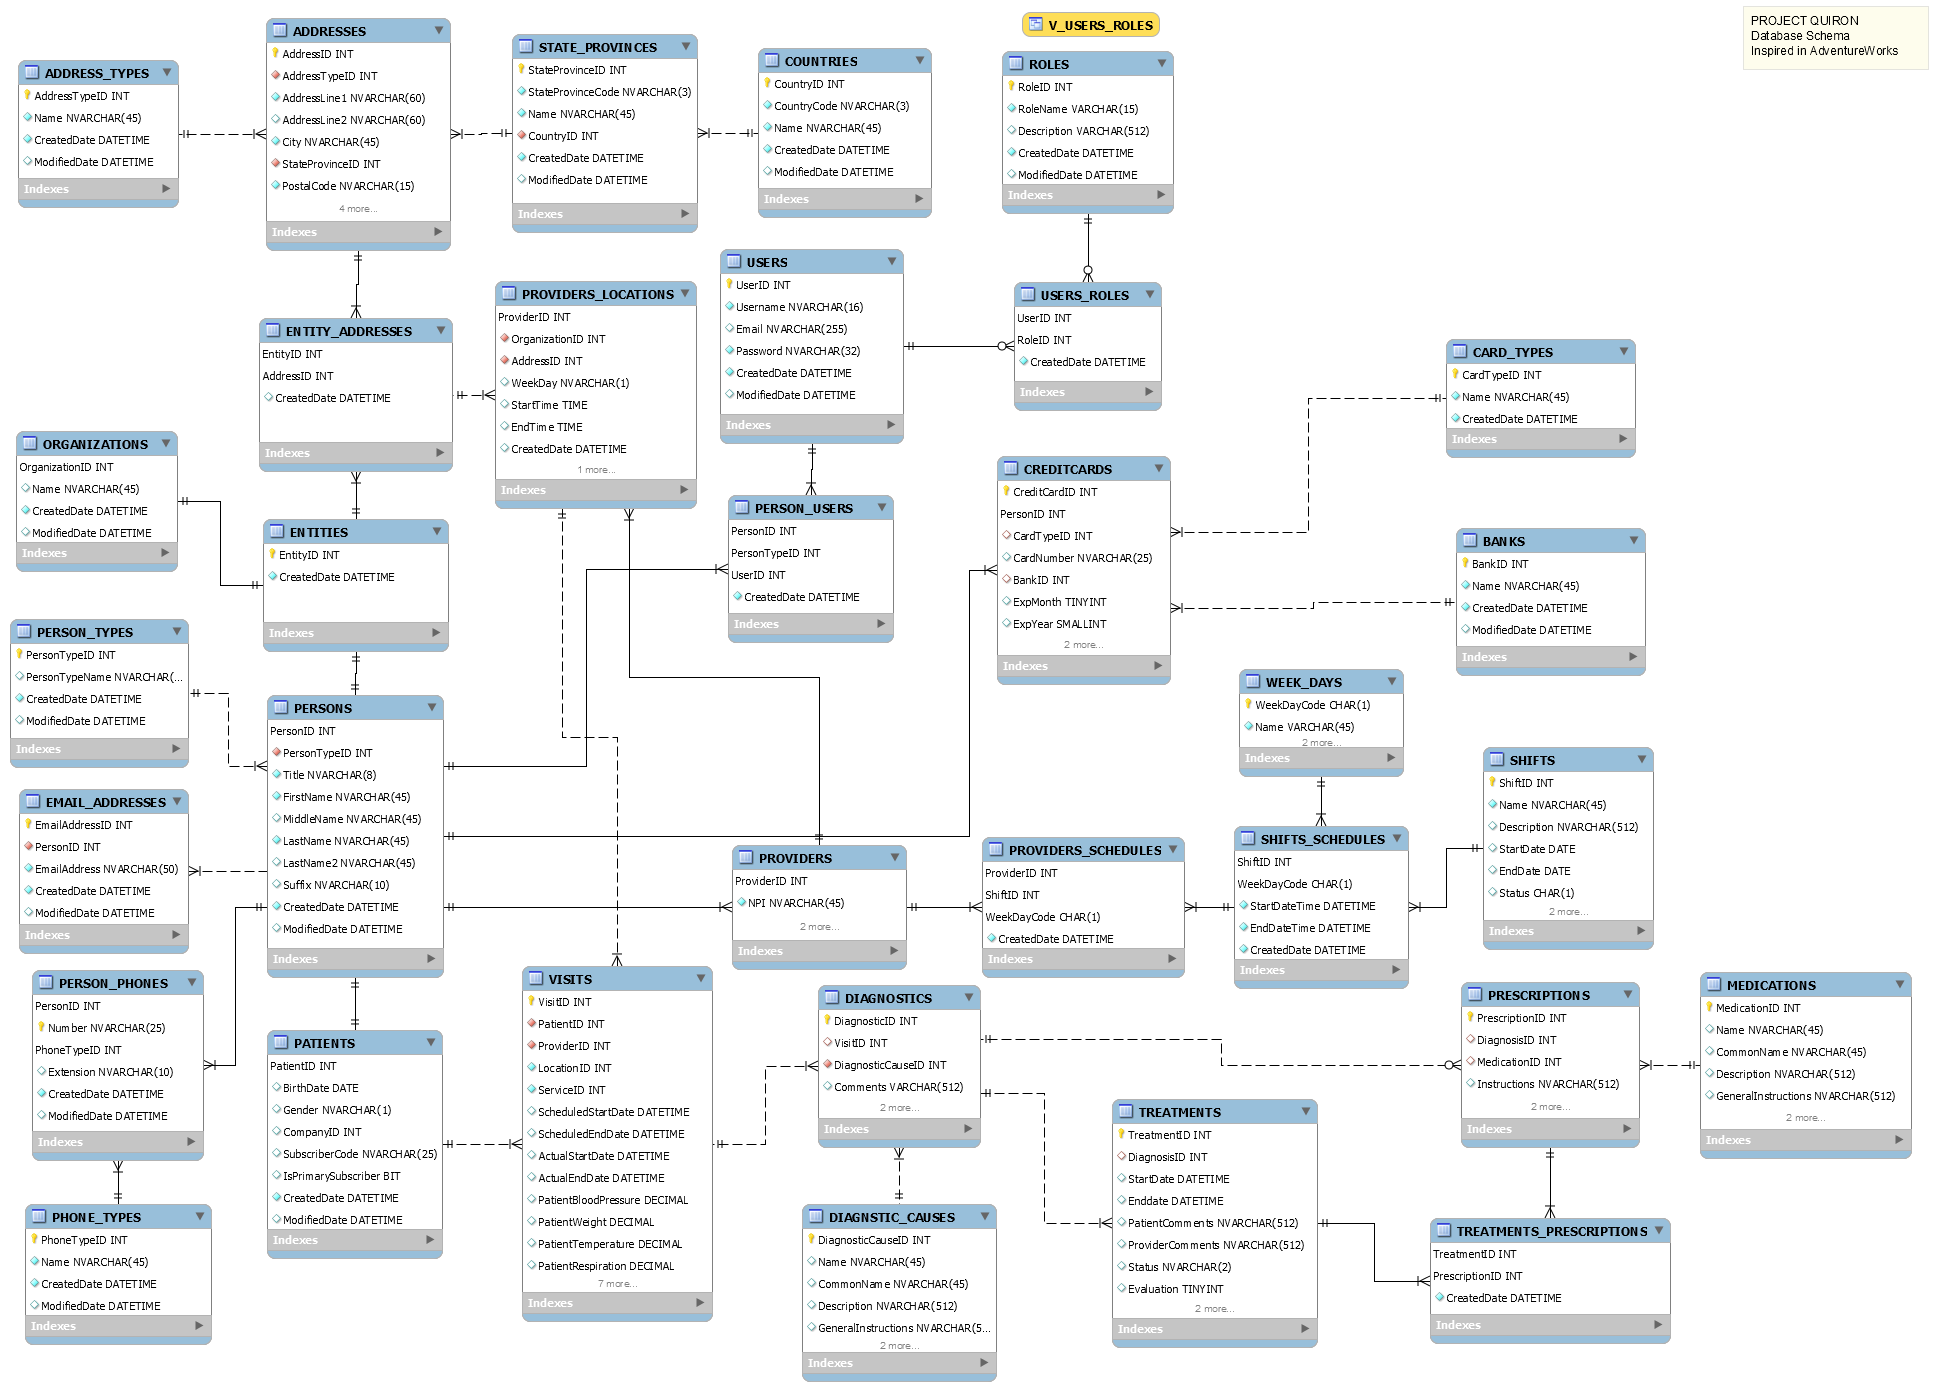 PROJECT QUIRON
Database Schema
Inspired in AdventureWorks
V_USERS_ROLES
ADDRESS_TYPES
AddressTypeID INT
Name NVARCHAR(45)
CreatedDate DATETIME
ModifiedDate DATETIME
Indexes
ADDRESSES
AddressID INT
AddressTypeID INT
AddressLine1 NVARCHAR(60)
AddressLine2 NVARCHAR(60)
City NVARCHAR(45)
StateProvinceID INT
PostalCode NVARCHAR(15)
4 more...
Indexes
STATE_PROVINCES
StateProvinceID INT
StateProvinceCode NVARCHAR(3)
Name NVARCHAR(45)
CountryID INT
CreatedDate DATETIME
ModifiedDate DATETIME
Indexes
COUNTRIES
CountryID INT
CountryCode NVARCHAR(3)
Name NVARCHAR(45)
CreatedDate DATETIME
ModifiedDate DATETIME
Indexes
ROLES
RoleID INT
RoleName VARCHAR(15)
Description VARCHAR(512)
CreatedDate DATETIME
ModifiedDate DATETIME
Indexes
ENTITY_ADDRESSES
EntityID INT
AddressID INT
CreatedDate DATETIME
Indexes
PROVIDERS_LOCATIONS
ProviderID INT
OrganizationID INT
AddressID INT
WeekDay NVARCHAR(1)
StartTime TIME
EndTime TIME
CreatedDate DATETIME
1 more...
Indexes
USERS
UserID INT
Username NVARCHAR(16)
Email NVARCHAR(255)
Password NVARCHAR(32)
CreatedDate DATETIME
ModifiedDate DATETIME
Indexes
USERS_ROLES
UserID INT
RoleID INT
CreatedDate DATETIME
Indexes
CARD_TYPES
CardTypeID INT
Name NVARCHAR(45)
CreatedDate DATETIME
Indexes
ORGANIZATIONS
OrganizationID INT
Name NVARCHAR(45)
CreatedDate DATETIME
ModifiedDate DATETIME
Indexes
ENTITIES
EntityID INT
CreatedDate DATETIME
Indexes
PERSON_USERS
PersonID INT
PersonTypeID INT
UserID INT
CreatedDate DATETIME
Indexes
CREDITCARDS
CreditCardID INT
PersonID INT
CardTypeID INT
CardNumber NVARCHAR(25)
BankID INT
ExpMonth TINYINT
ExpYear SMALLINT
2 more...
Indexes
BANKS
BankID INT
Name NVARCHAR(45)
CreatedDate DATETIME
ModifiedDate DATETIME
Indexes
PERSON_TYPES
PersonTypeID INT
PersonTypeName NVARCHAR(...
CreatedDate DATETIME
ModifiedDate DATETIME
Indexes
PERSONS
PersonID INT
PersonTypeID INT
Title NVARCHAR(8)
FirstName NVARCHAR(45)
MiddleName NVARCHAR(45)
LastName NVARCHAR(45)
LastName2 NVARCHAR(45)
Suffix NVARCHAR(10)
CreatedDate DATETIME
ModifiedDate DATETIME
Indexes
WEEK_DAYS
WeekDayCode CHAR(1)
Name VARCHAR(45)
2 more...
Indexes
SHIFTS
ShiftID INT
Name NVARCHAR(45)
Description NVARCHAR(512)
StartDate DATE
EndDate DATE
Status CHAR(1)
2 more...
Indexes
EMAIL_ADDRESSES
EmailAddressID INT
PersonID INT
EmailAddress NVARCHAR(50)
CreatedDate DATETIME
ModifiedDate DATETIME
Indexes
PROVIDERS
ProviderID INT
NPI NVARCHAR(45)
2 more...
Indexes
PROVIDERS_SCHEDULES
ProviderID INT
ShiftID INT
WeekDayCode CHAR(1)
CreatedDate DATETIME
Indexes
SHIFTS_SCHEDULES
ShiftID INT
WeekDayCode CHAR(1)
StartDateTime DATETIME
EndDateTime DATETIME
CreatedDate DATETIME
Indexes
PERSON_PHONES
PersonID INT
Number NVARCHAR(25)
PhoneTypeID INT
Extension NVARCHAR(10)
CreatedDate DATETIME
ModifiedDate DATETIME
Indexes
PATIENTS
PatientID INT
BirthDate DATE
Gender NVARCHAR(1)
CompanyID INT
SubscriberCode NVARCHAR(25)
IsPrimarySubscriber BIT
CreatedDate DATETIME
ModifiedDate DATETIME
Indexes
VISITS
VisitID INT
PatientID INT
ProviderID INT
LocationID INT
ServiceID INT
ScheduledStartDate DATETIME
ScheduledEndDate DATETIME
ActualStartDate DATETIME
ActualEndDate DATETIME
PatientBloodPressure DECIMAL
PatientWeight DECIMAL
PatientTemperature DECIMAL
PatientRespiration DECIMAL
7 more...
Indexes
DIAGNOSTICS
DiagnosticID INT
VisitID INT
DiagnosticCauseID INT
Comments VARCHAR(512)
2 more...
Indexes
PRESCRIPTIONS
PrescriptionID INT
DiagnosisID INT
MedicationID INT
Instructions NVARCHAR(512)
2 more...
Indexes
MEDICATIONS
MedicationID INT
Name NVARCHAR(45)
CommonName NVARCHAR(45)
Description NVARCHAR(512)
GeneralInstructions NVARCHAR(512)
2 more...
Indexes
PHONE_TYPES
PhoneTypeID INT
Name NVARCHAR(45)
CreatedDate DATETIME
ModifiedDate DATETIME
Indexes
DIAGNSTIC_CAUSES
DiagnosticCauseID INT
Name NVARCHAR(45)
CommonName NVARCHAR(45)
Description NVARCHAR(512)
GeneralInstructions NVARCHAR(5...
2 more...
Indexes
TREATMENTS
TreatmentID INT
DiagnosisID INT
StartDate DATETIME
Enddate DATETIME
PatientComments NVARCHAR(512)
ProviderComments NVARCHAR(512)
Status NVARCHAR(2)
Evaluation TINYINT
2 more...
Indexes
TREATMENTS_PRESCRIPTIONS
TreatmentID INT
PrescriptionID INT
CreatedDate DATETIME
Indexes